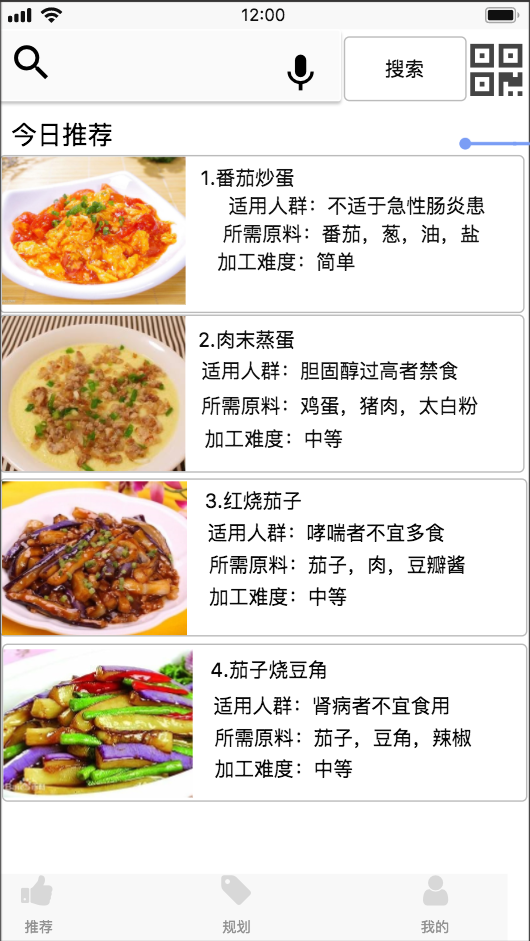 12:00
搜索
今日推荐
1.番茄炒蛋
适用人群：不适于急性肠炎患
所需原料：番茄，葱，油，盐
加工难度：简单
2.肉末蒸蛋
适用人群：胆固醇过高者禁食
所需原料：鸡蛋，猪肉，太白粉
加工难度：中等
3.红烧茄子
适用人群：哮喘者不宜多食
所需原料：茄子，肉，豆瓣酱
加工难度：中等
4.茄子烧豆角
适用人群：肾病者不宜食用
所需原料：茄子，豆角，辣椒
加工难度：中等
推荐
规划
我的